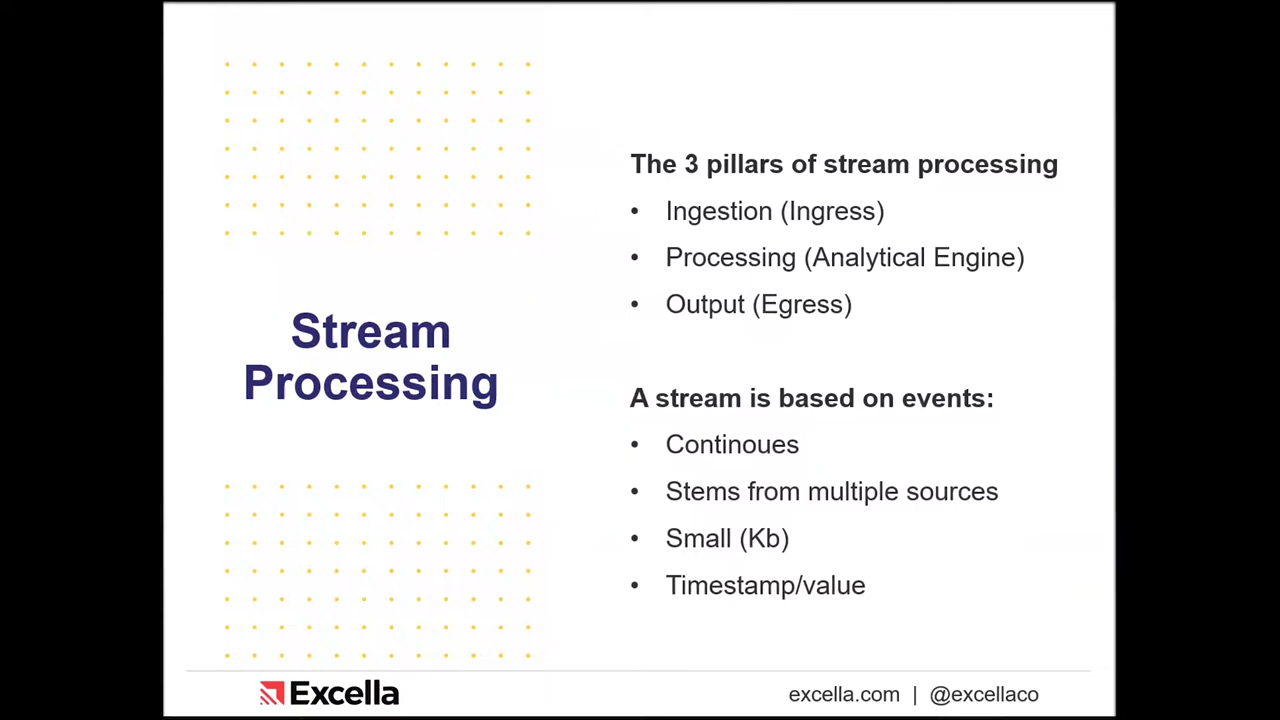 Stream
Processing
The 3 pillars of stream processing
• Ingestion (Ingress)
• Processing (Analytical Engine)
• Output (Egress)
A stream is based on events:
• Continoues
• Stems from multiple sources
• Small (Kb)
• Timestamp/value
Excella
excella.com | @excellaco